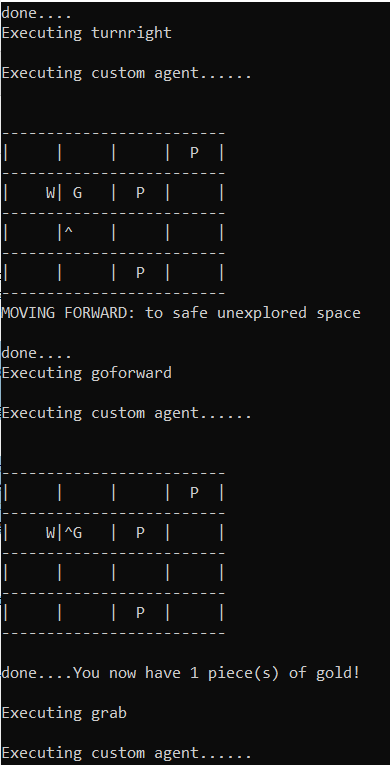 done....
Executing turnright
Executing custom agent......
-------------------------
|     |     |     |  P  |
-------------------------
|    W| G   |  P  |     |
-------------------------
|     |^    |     |     |
-------------------------
|     |     |  P  |     |
-------------------------
MOVING FORWARD: to safe unexplored space
done....
Executing goforward
Executing custom agent......
-------------------------
|     |     |     |  P  |
-------------------------
|    W|^G   |  P  |     |
-------------------------
|     |     |     |     |
-------------------------
|     |     |  P  |     |
-------------------------
done....You now have 1 piece(s) of gold!
Executing grab
Executing custom agent......